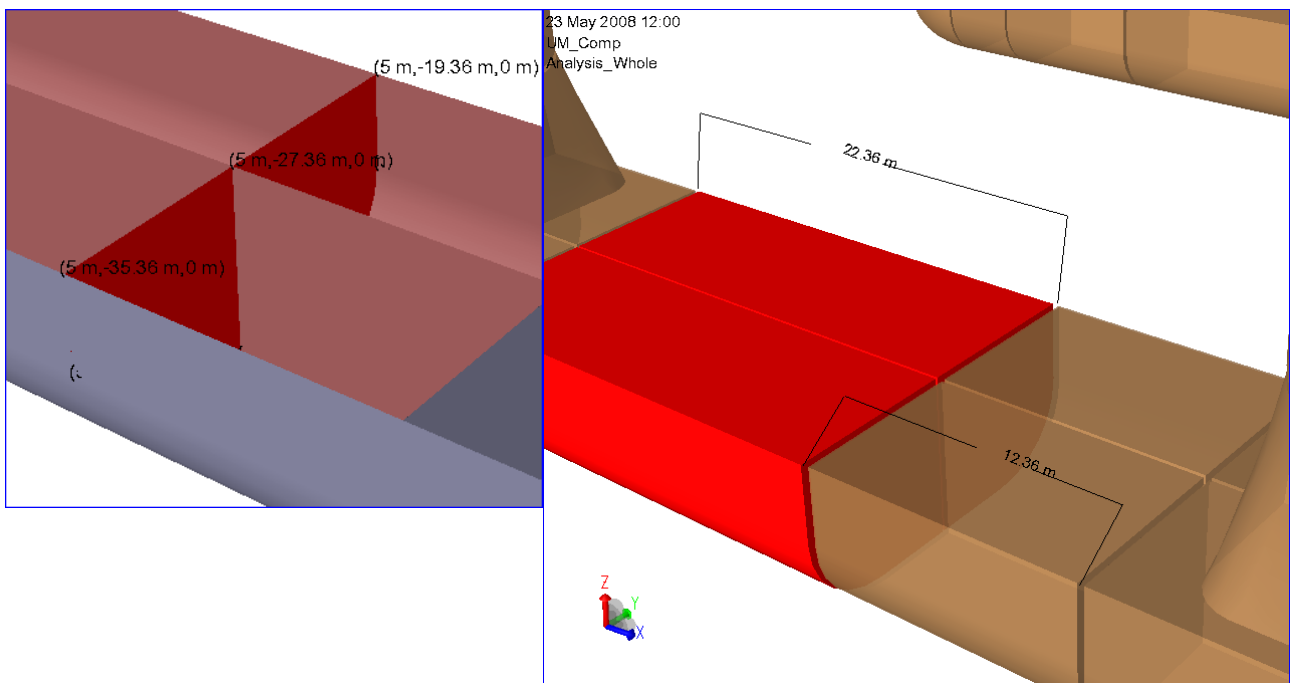 (5 m,-19.36 m,0 m)
(5 m,-27.36 m,0 m)
(5 m,-35.36 m,0 m)
23 May 2008 12:00
UM_Comp
Analysis_Whole
22.36 m
12.36 m
Z
Y
X